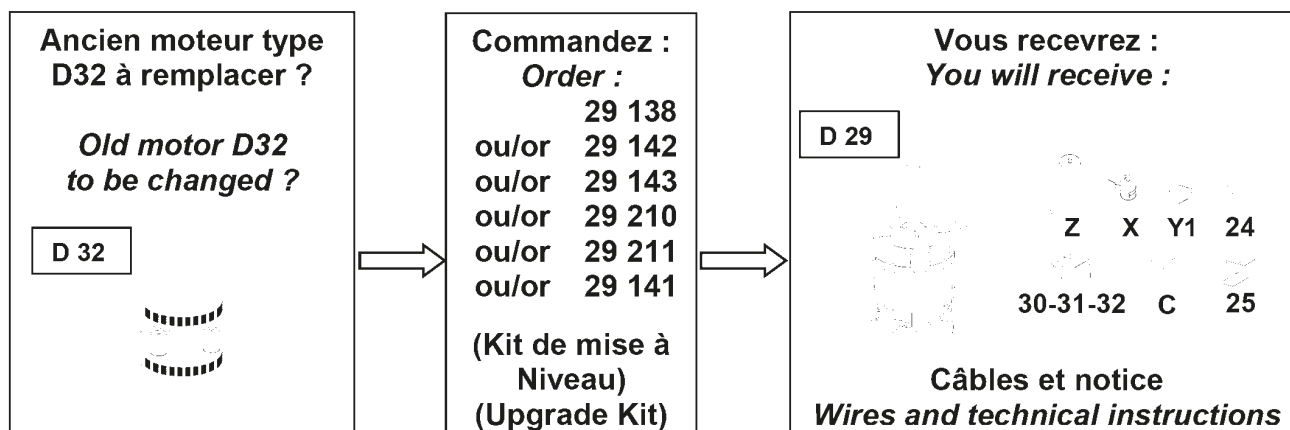 Ancien moteur type
D32 à remplacer ?
Old motor D32
to be changed ?
D 32
Commandez :
Order :
29 138
ou/or 29 142
ou/or 29 143
ou/or 29 210
ou/or 29 211
ou/or 29 141
(Kit de mise à
Niveau)
(Upgrade Kit)
Vous recevrez :
You will receive :
D 29
Z X Y1 24
30-31-32 C 25
Câbles et notice
Wires and technical instructions